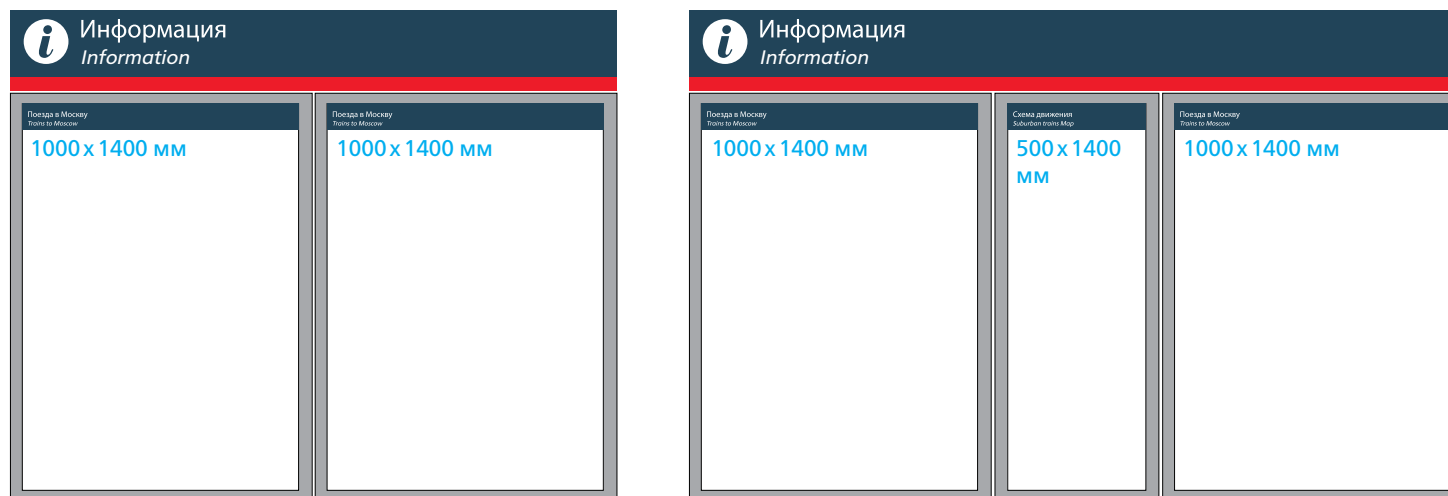 Информация
Information
Поезда в Москву
Trains to Moscow
1000 x 1400 мм
Поезда в Москву
Trains to Moscow
1000 x 1400 мм
Информация
Information
Поезда в Москву
Trains to Moscow
1000 x 1400 мм
Схема движения
Suburban trains Map
500 x 1400
мм
Поезда в Москву
Trains to Moscow
1000 x 1400 мм